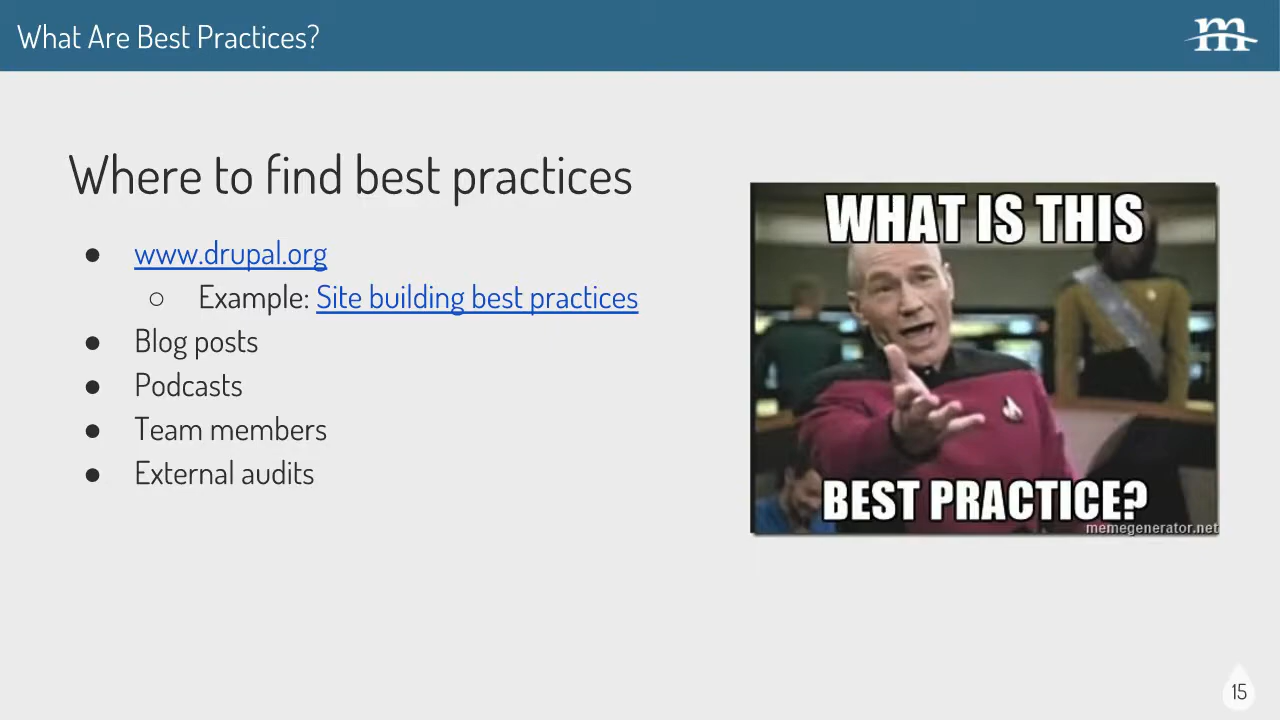 What Are Best Practices?
m
Where to find best practices
● www.drupal.org
○ Example: Site building best practices
● Blog posts
● Podcasts
● Team members
● External audits
WHAT IS THIS
BEST PRACTICE?
memegenerator.net
15